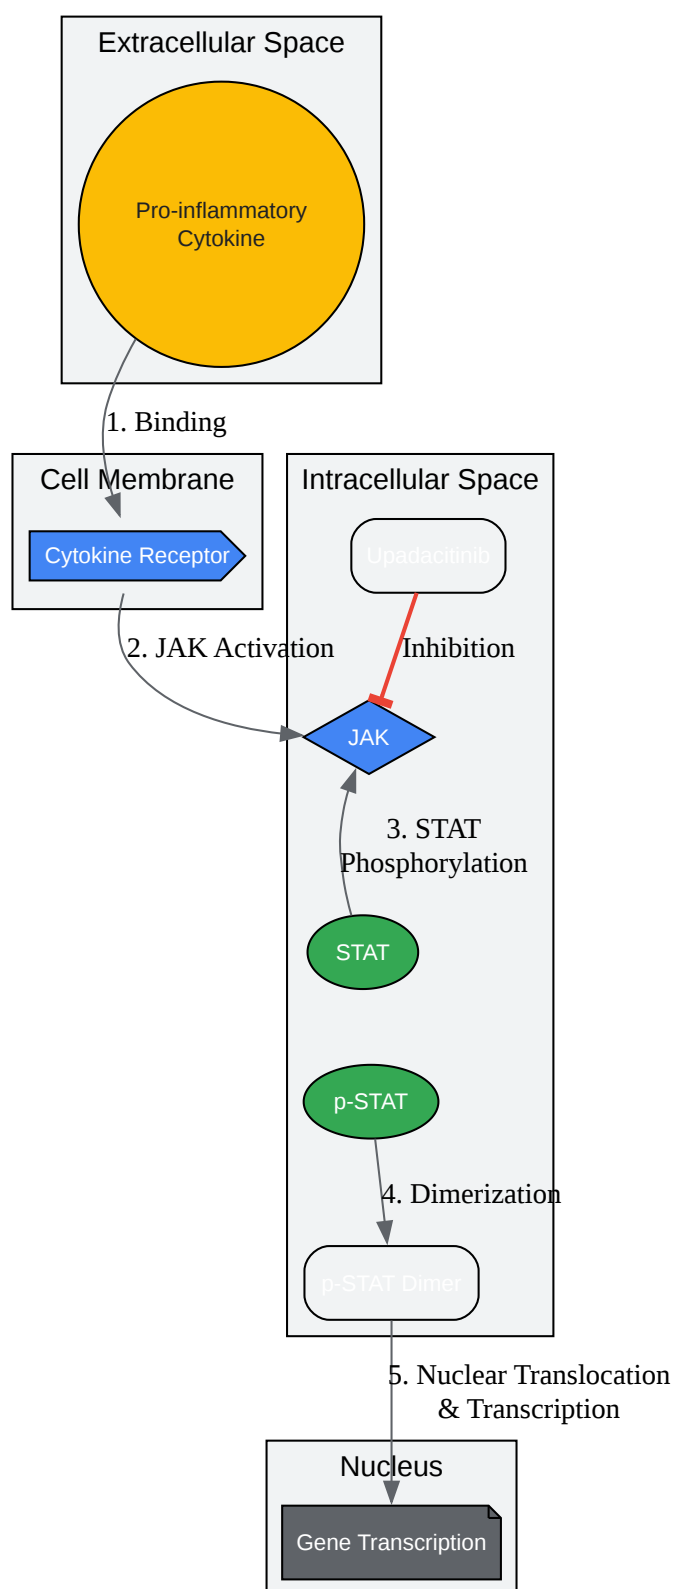 Extracellular Space
Pro-inflammatory
Cytokine
1. Binding
Cell Membrane
Intracellular Space
Cytokine Receptor
Upadacitinib
2. JAK Activation
Inhibition
JAK
3. STAT
Phosphorylation
STAT
p-STAT
4. Dimerization
p-STAT Dimer
5. Nuclear Translocation
& Transcription
Nucleus
Gene Transcription